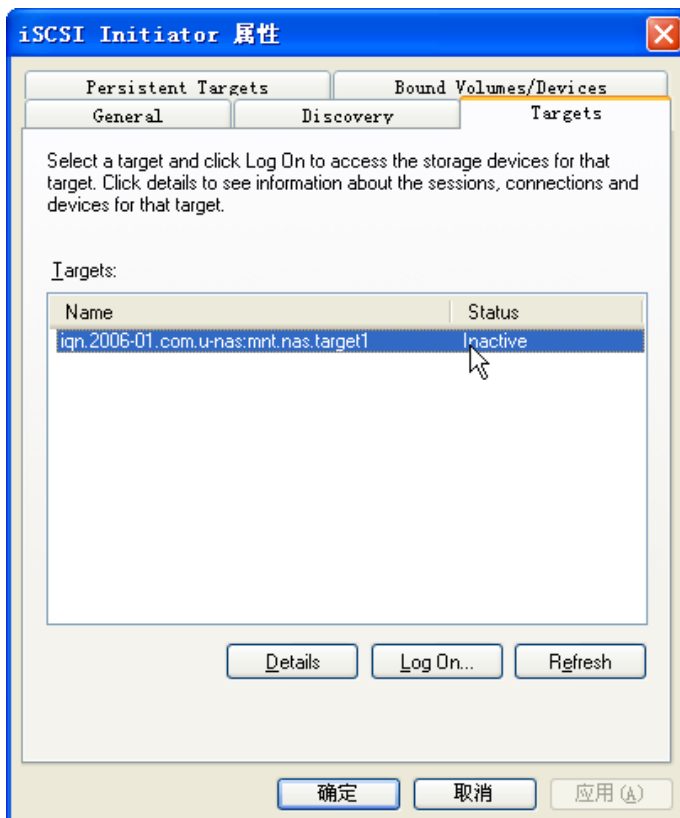 iSCSI Initiator 属性
Persistent Targets
Bound Volumes/Devices
General
Discovery
Targets
Select a target and click Log On to access the storage devices for that
target. Click details to see information about the sessions, connections and
devices for that target.
Targets:
Name
Status
iqn.2006-01.com.u-nas:mnt.nas.target1
Inactive
Details
Log On...
Refresh
确定
取消
应用(A)